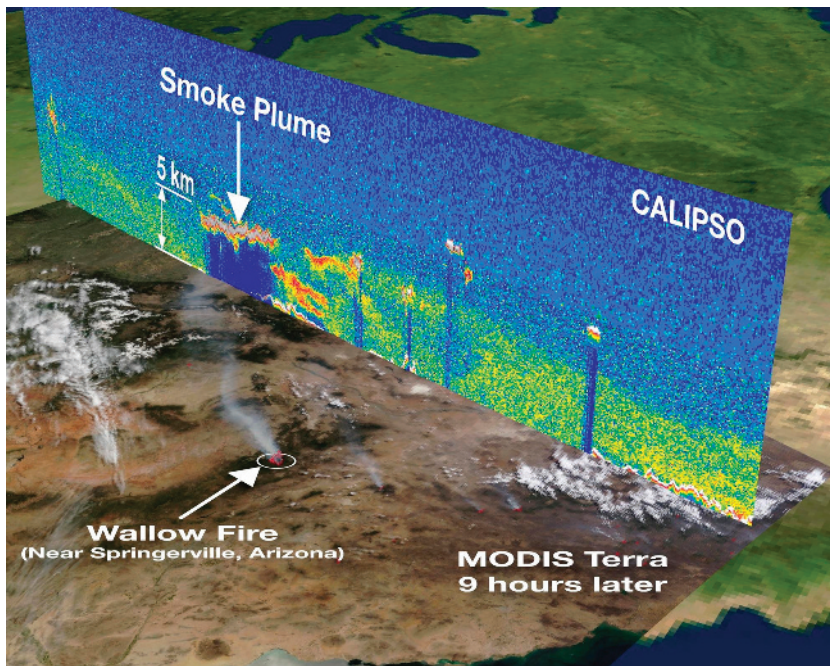 Smoke Plume
5 km
CALIPSO
Wallow Fire
(Near Springerville, Arizona)
MODIS Terra
9 hours later